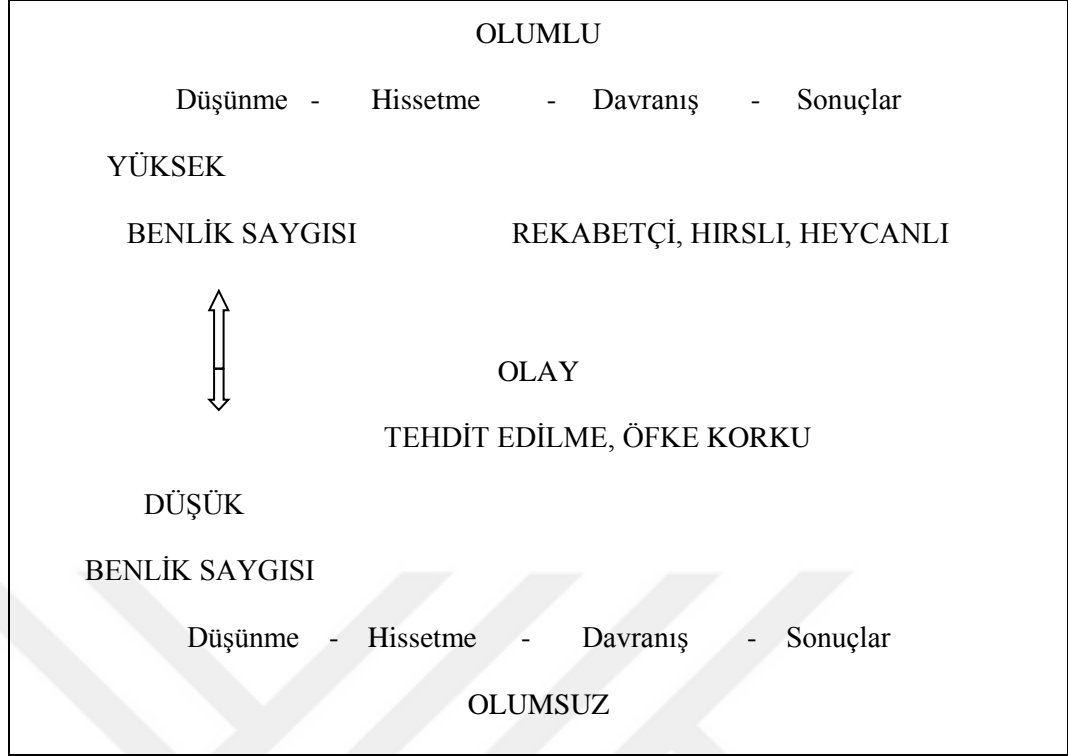 OLUMLU
Düşünme - Hissetme - Davranış - Sonuçlar
YÜKSEK
BENLİK SAYGISI REKABETÇİ, HIRSLI, HEYCANLI
OLAY
TEHDİT EDİLME, ÖFKE KORKU
DÜŞÜK
BENLİK SAYGISI
Düşünme - Hissetme - Davranış - Sonuçlar
OLUMSUZ